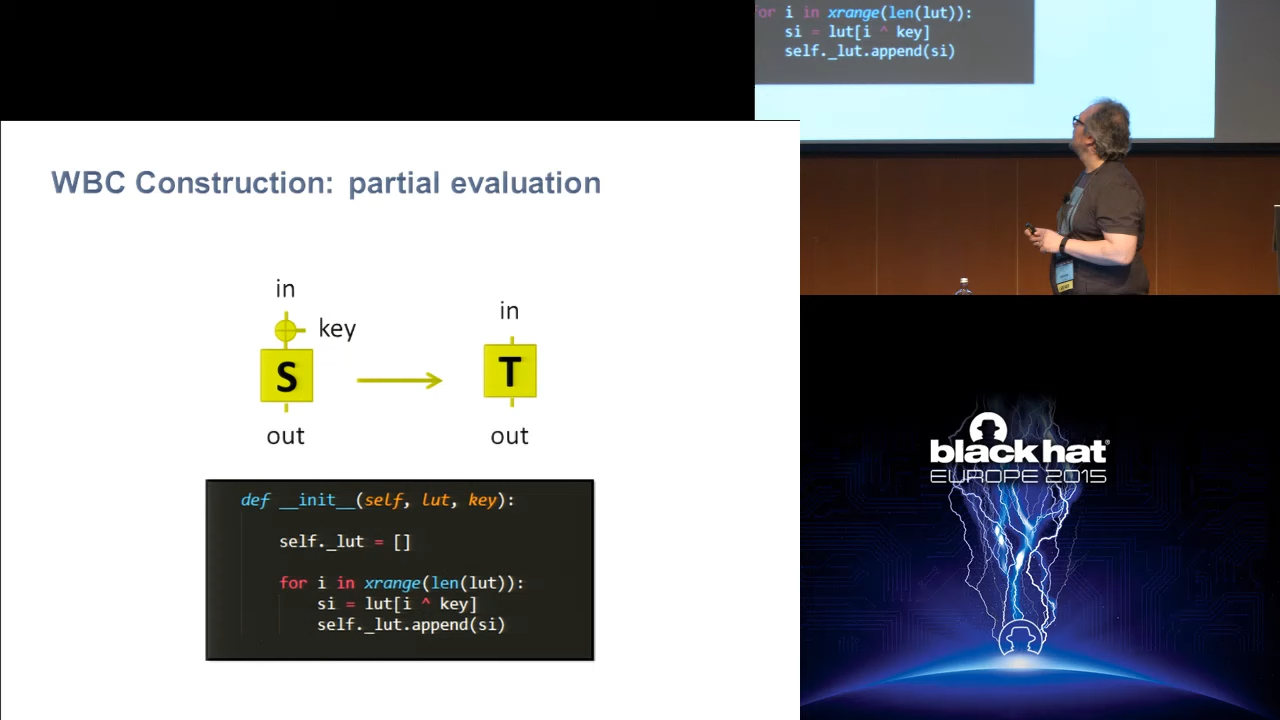 WBC Construction: partial evaluation
in
key
S
out
in
T
out
def __init__(self, lut, key):
self._lut = []
for i in xrange(len(lut)):
si = lut[i ^ key]
self._lut.append(si)
for i in xrange(len(lut)):
si = lut[i ^ key]
self._lut.append(si)
black hat®
EUROPE 2015